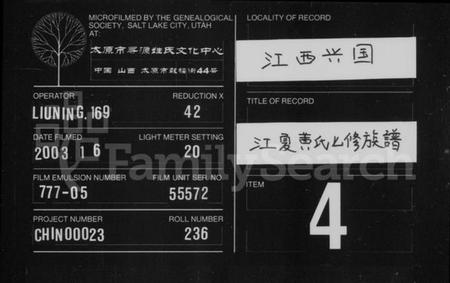 MICROFILMED BY THE GENEALOGICAL
SOCIETY, SALT LAKE CITY, UTAH
AT:
太原市寻源姓氏文化中心
中国 山西 太原市鼓楼街44号
OPERATOR
REDUCTION X
LIUNING.169
42
DATE FILMED
LIGHT METER SETTING
2003 1 6
20
FILM EMULSION NUMBER
FILM UNIT SER. NO.
777-05
55572
PROJECT NUMBER
ROLL NUMBER
CHIN00023
236
LOCALITY OF RECORD
江西兴国
TITLE OF RECORD
江夏黄氏七修族譜
ITEM
4
FamilySearch